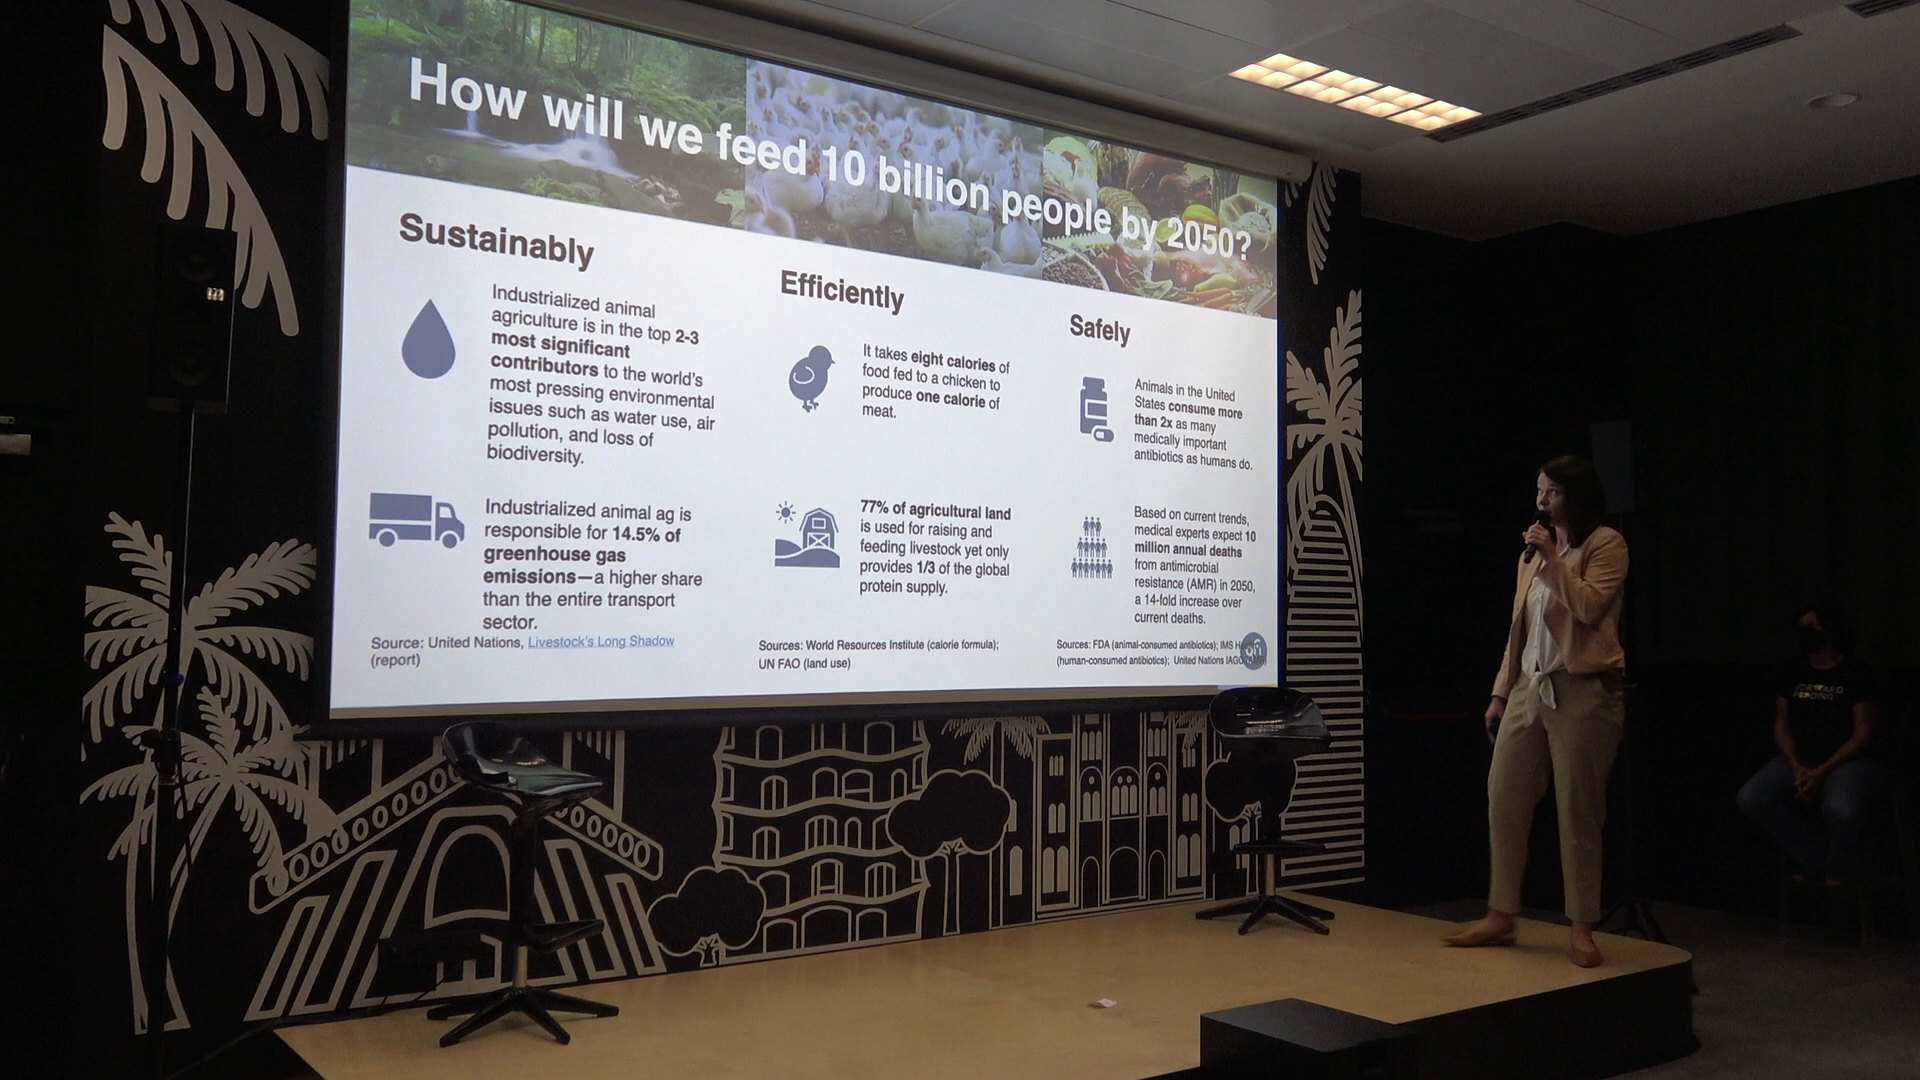 How will we feed 10 billion people by 2050?
Sustainably
Industrialized animal
agriculture is in the top 2-3
most significant
contributors to the world's
most pressing environmental
issues such as water use, air
pollution, and loss of
biodiversity.
Industrialized animal ag is
responsible for 14.5% of
greenhouse gas
emissions—a higher share
than the entire transport
sector.
Source: United Nations, Livestock's Long Shadow
(report)
Efficiently
It takes eight calories of
food fed to a chicken to
produce one calorie of
meat.
77% of agricultural land
is used for raising and
feeding livestock yet only
provides 1/3 of the global
protein supply.
Sources: World Resources Institute (calorie formula);
UN FAO (land use)
Safely
Animals in the United
States consume more
than 2x as many
medically important
antibiotics as humans do.
Based on current trends,
medical experts expect 10
million annual deaths
from antimicrobial
resistance (AMR) in 2050,
a 14-fold increase over
current deaths.
Sources: FDA (animal-consumed antibiotics); IMS
(human-consumed antibiotics); United Nations
gfi